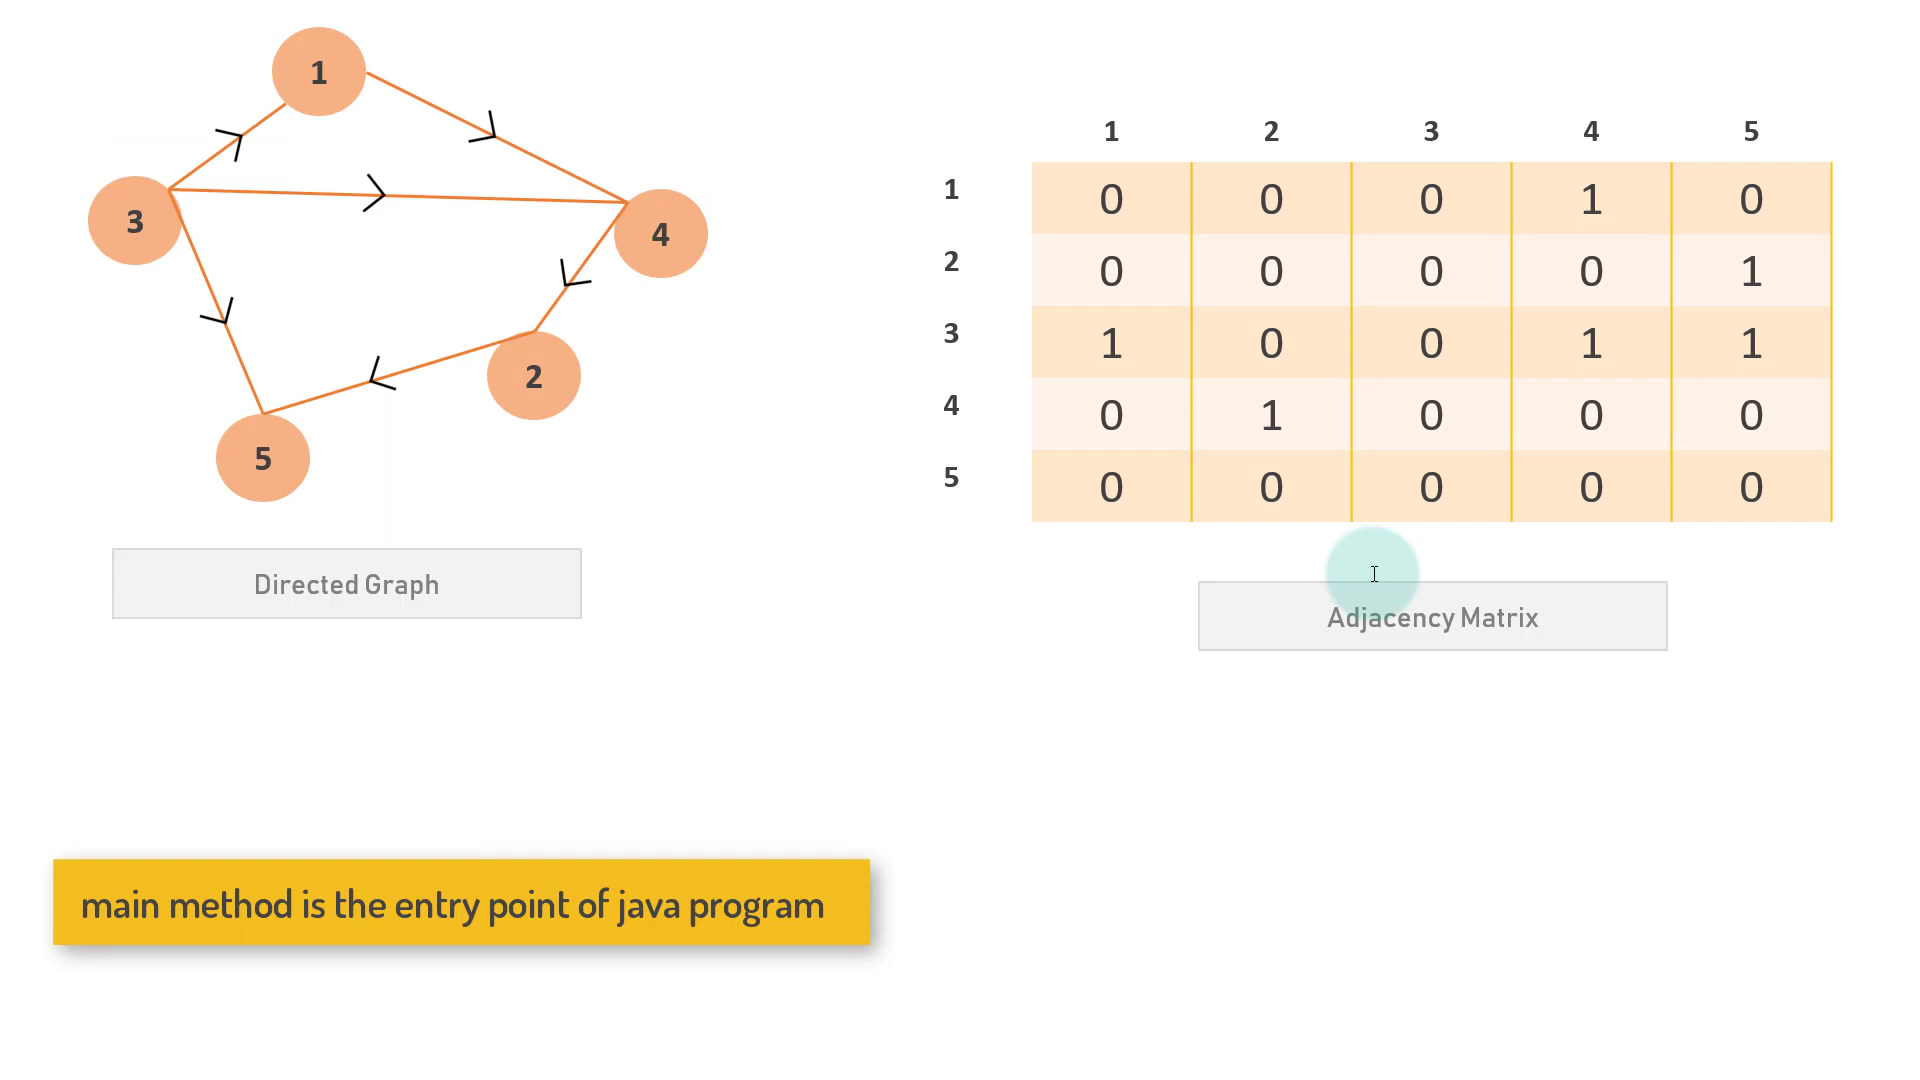 1
3
4
2
5
Directed Graph
1 2 3 4 5
1 0 0 0 1 0
2 0 0 0 0 1
3 1 0 0 1 1
4 0 1 0 0 0
5 0 0 0 0 0
Adjacency Matrix
main method is the entry point of java program